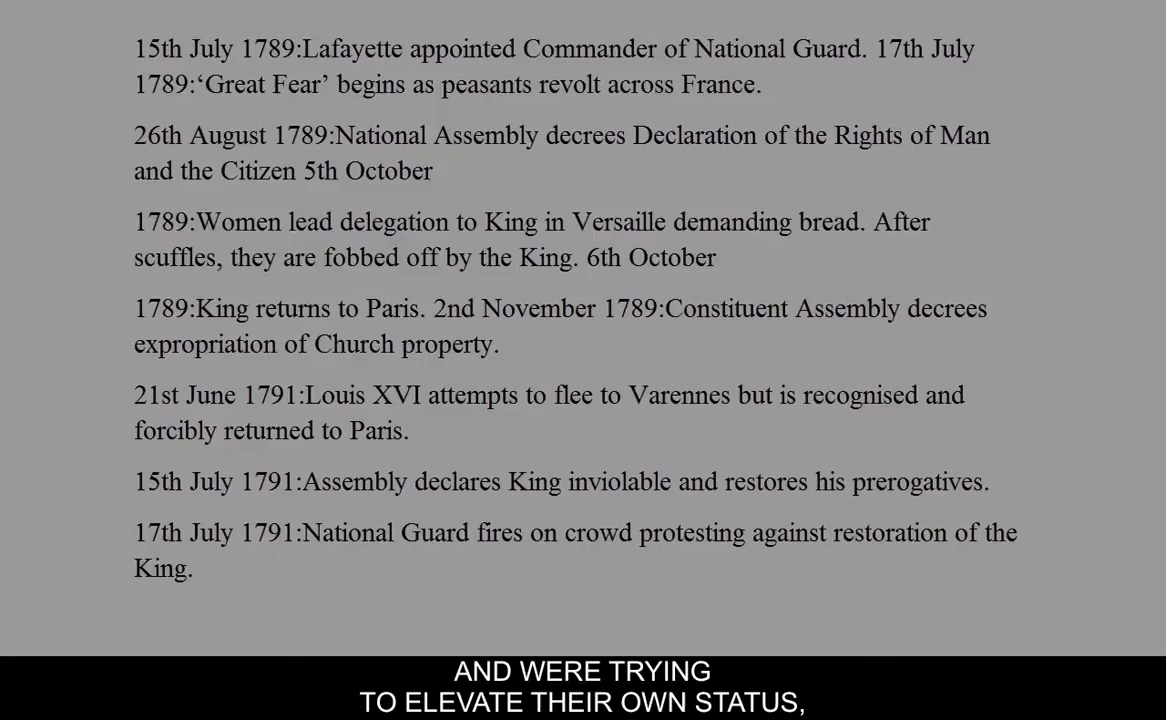 15th July 1789:Lafayette appointed Commander of National Guard. 17th July
1789:‘Great Fear’ begins as peasants revolt across France.
26th August 1789:National Assembly decrees Declaration of the Rights of Man
and the Citizen 5th October
1789:Women lead delegation to King in Versaille demanding bread. After
scuffles, they are fobbed off by the King. 6th October
1789:King returns to Paris. 2nd November 1789:Constituent Assembly decrees
expropriation of Church property.
21st June 1791:Louis XVI attempts to flee to Varennes but is recognised and
forcibly returned to Paris.
15th July 1791:Assembly declares King inviolable and restores his prerogatives.
17th July 1791:National Guard fires on crowd protesting against restoration of the
King.
AND WERE TRYING
TO ELEVATE THEIR OWN STATUS,